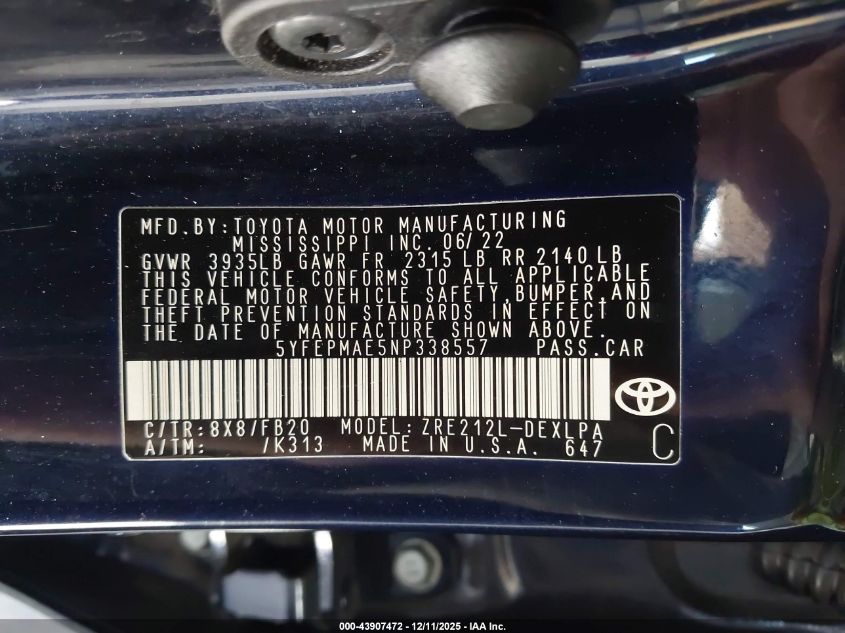 MFD.BY:TOYOTA MOTOR MANUFACTURING
MISSISSIPPI INC. 06/22
GVWR 3935LB GAWR FR 2315 LB RR 2140 LB
THIS VEHICLE CONFORMS TO ALL APPLICABLE
FEDERAL MOTOR VEHICLE SAFETY,BUMPER,AND
THEFT PREVENTION STANDARDS IN EFFECT ON
THE DATE OF MANUFACTURE SHOWN ABOVE.
5YFEPMAE5NP338557 PASS.CAR
C/TR:8X8/FB20 MODEL:ZRE212L-DEXLPA
A/TM: /K313 MADE IN U.S.A. 647
C
000-43907472 - 12/11/2025 - IAA Inc.